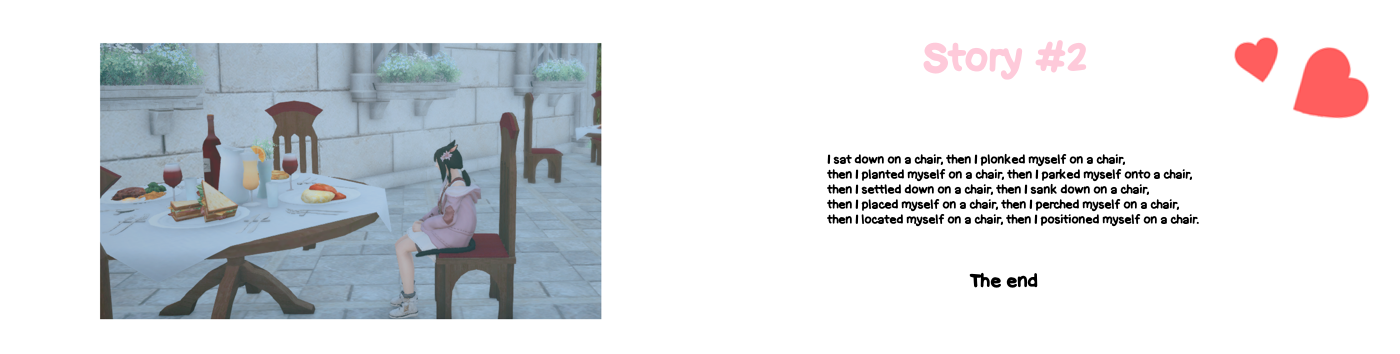 Story #2
I sat down on a chair, then I plonked myself on a chair,
then I planted myself on a chair, then I parked myself onto a chair,
then I settled down on a chair, then I sank down on a chair,
then I placed myself on a chair, then I perched myself on a chair,
then I located myself on a chair, then I positioned myself on a chair.
The end